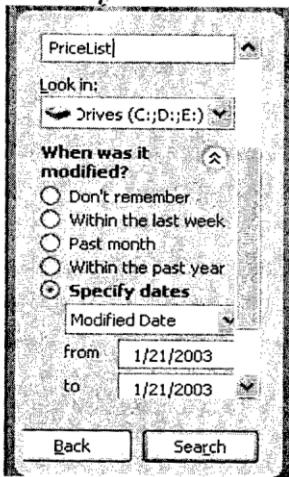 PriceList
Look in:
Drives (C:;D:;E:)
When was it
modified?
Don't remember
Within the last week
Past month
Within the past year
Specify dates
Modified Date
from 1/21/2003
to 1/21/2003
Back Search